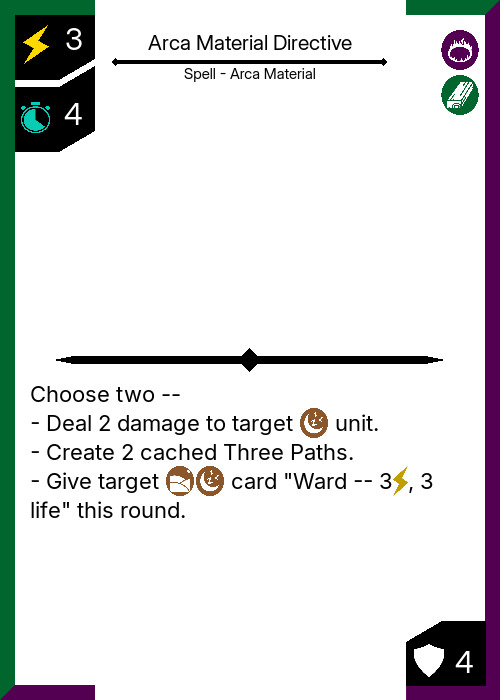 3
Arca Material Directive
Spell - Arca Material
4
Choose two --
- Deal 2 damage to target unit.
- Create 2 cached Three Paths.
- Give target card "Ward -- 3, 3
life" this round.
4